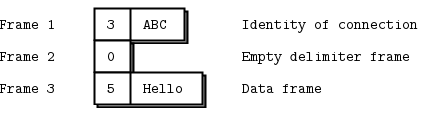 Frame 1 3 ABC Identity of connection
Frame 2 0 Empty delimiter frame
Frame 3 5 Hello Data frame